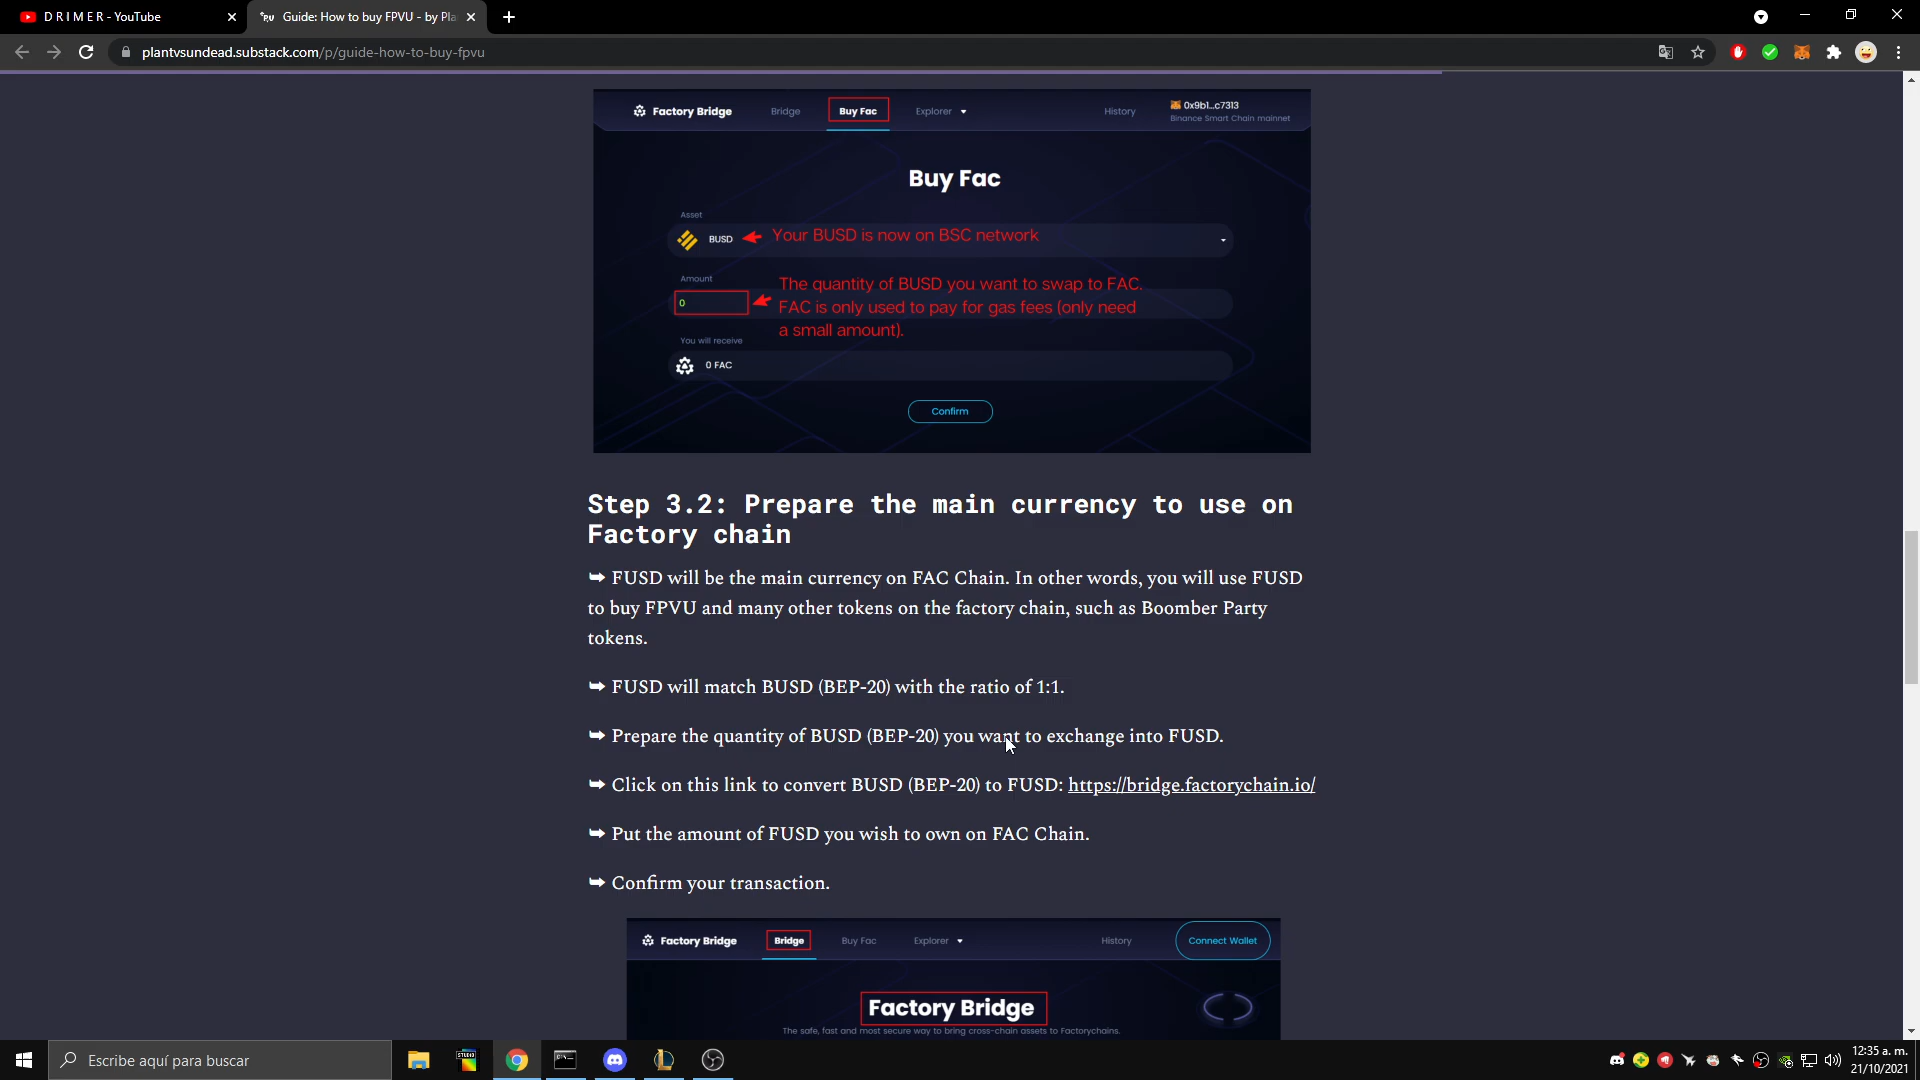 D R I M E R - YouTube
Guide: How to buy FPVU - by Pla
plantvsundead.substack.com/p/guide-how-to-buy-fpvu
Factory Bridge
Bridge
Buy Fac
Explorer
History
0x9b1...c7313
Binance Smart Chain mainnet
Buy Fac
Asset
BUSD
Your BUSD is now on BSC network
Amount
0
The quantity of BUSD you want to swap to FAC.
FAC is only used to pay for gas fees (only need
a small amount).
You will receive
0 FAC
Confirm
Step 3.2: Prepare the main currency to use on
Factory chain
➥ FUSD will be the main currency on FAC Chain. In other words, you will use FUSD
to buy FPVU and many other tokens on the factory chain, such as Boomber Party
tokens.
➥ FUSD will match BUSD (BEP-20) with the ratio of 1:1.
➥ Prepare the quantity of BUSD (BEP-20) you want to exchange into FUSD.
➥ Click on this link to convert BUSD (BEP-20) to FUSD: https://bridge.factorychain.io/
➥ Put the amount of FUSD you wish to own on FAC Chain.
➥ Confirm your transaction.
Factory Bridge
Bridge
Buy Fac
Explorer
History
Connect Wallet
Factory Bridge
The safe, fast and most secure way to bring cross-chain assets to Factorychains.
Escribe aquí para buscar
STUDIO
12:35 a. m.
21/10/2021